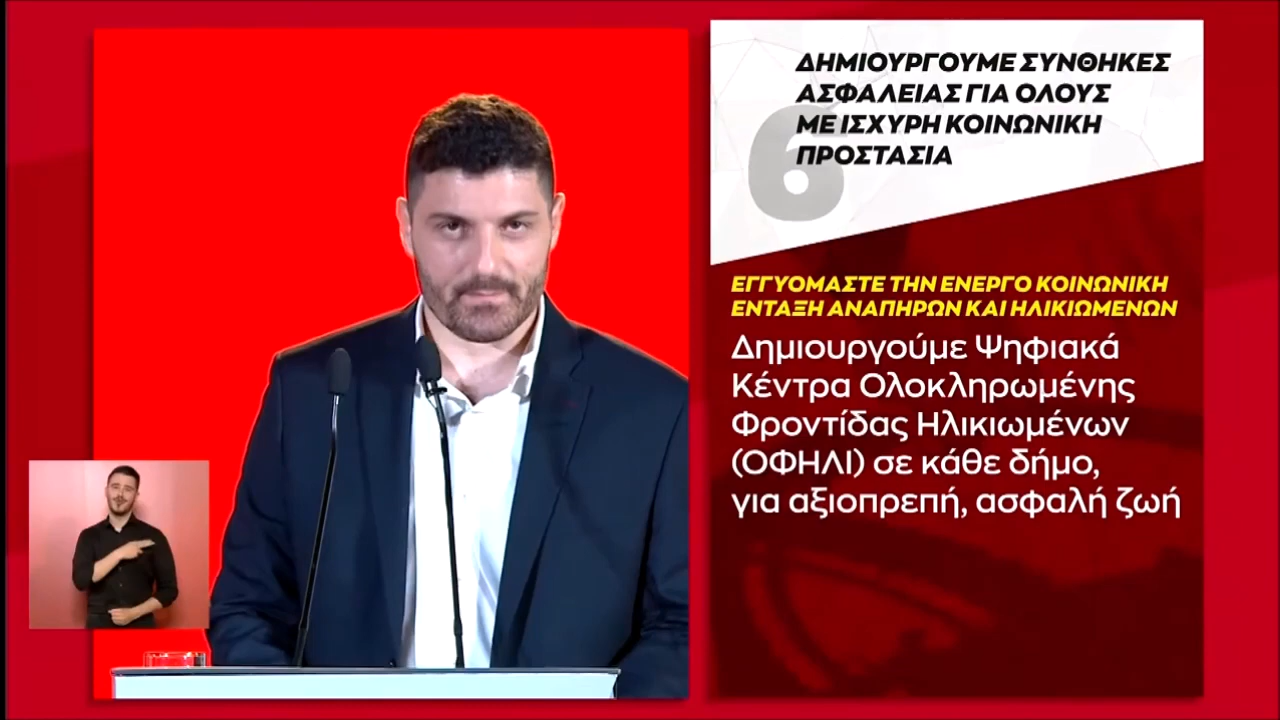 6
ΔΗΜΙΟΥΡΓΟΥΜΕ ΣΥΝΘΗΚΕΣ
ΑΣΦΑΛΕΙΑΣ ΓΙΑ ΟΛΟΥΣ
ΜΕ ΙΣΧΥΡΗ ΚΟΙΝΩΝΙΚΗ
ΠΡΟΣΤΑΣΙΑ
ΕΓΓΥΟΜΑΣΤΕ ΤΗΝ ΕΝΕΡΓΟ ΚΟΙΝΩΝΙΚΗ
ΕΝΤΑΞΗ ΑΝΑΠΗΡΩΝ ΚΑΙ ΗΛΙΚΙΩΜΕΝΩΝ
Δημιουργούμε Ψηφιακά
Κέντρα Ολοκληρωμένης
Φροντίδας Ηλικιωμένων
(ΟΦΗΛΙ) σε κάθε δήμο,
για αξιοπρεπή, ασφαλή ζωή